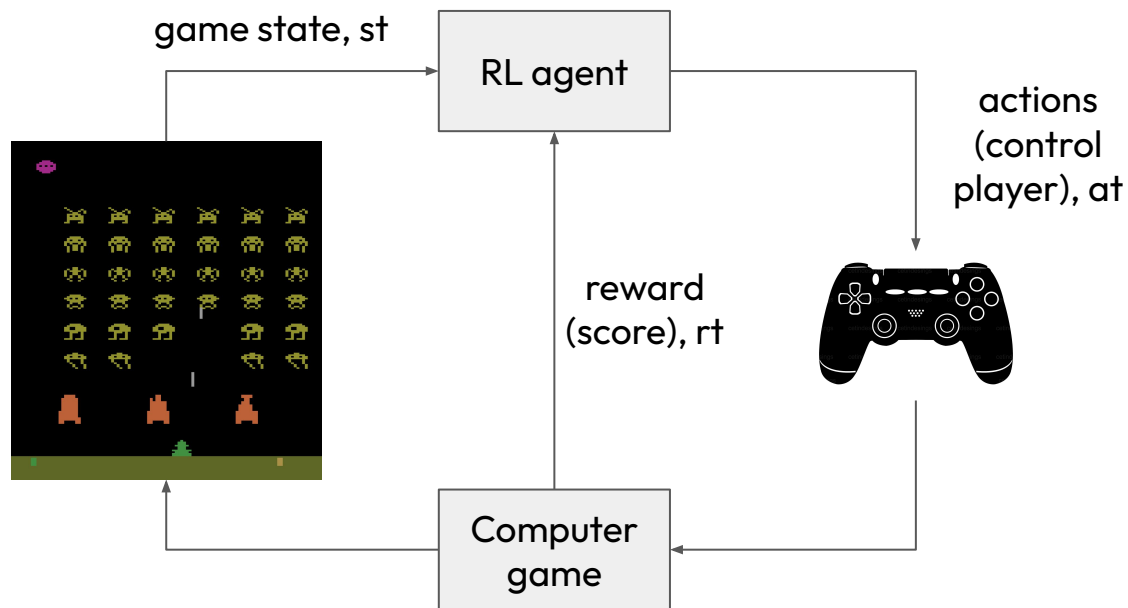 game state, st
RL agent
actions
(control
player), at
reward
(score), rt
Computer
game